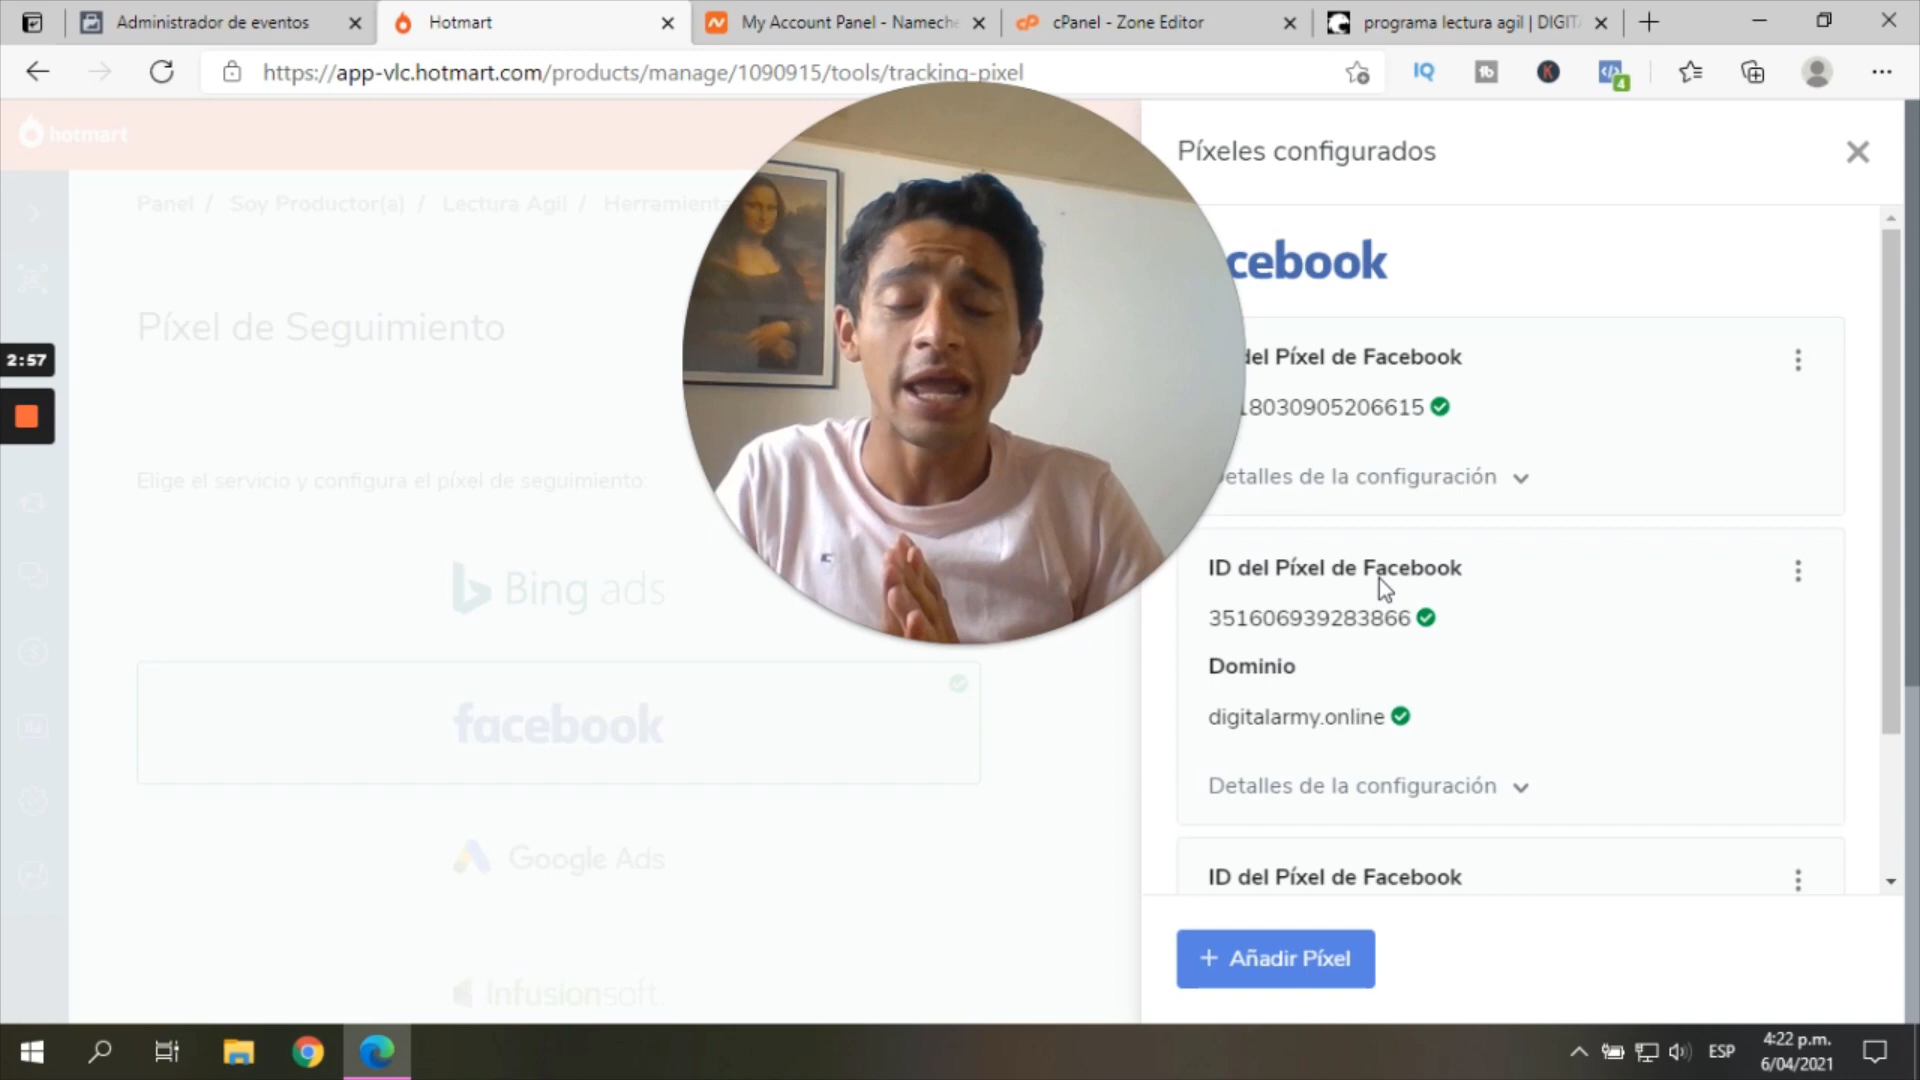 Administrador de eventos
Hotmart
My Account Panel - Nameche
cPanel - Zone Editor
programa lectura agil | DIGIT
https://app-vlc.hotmart.com/products/manage/1090915/tools/tracking-pixel
IQ
tb
K
4
hotmart
Píxeles configurados
Panel / Soy Productor(a) / Lectura Agil / Herramienta
cebook
Píxel de Seguimiento
del Píxel de Facebook
18030905206615
2:57
etalles de la configuración
Elige el servicio y configura el píxel de seguimiento:
ID del Píxel de Facebook
351606939283866
Bing ads
Dominio
digitalarmy.online
facebook
Detalles de la configuración
Google Ads
ID del Píxel de Facebook
+ Añadir Píxel
Infusionsoft
ESP
4:22 p.m.
6/04/2021